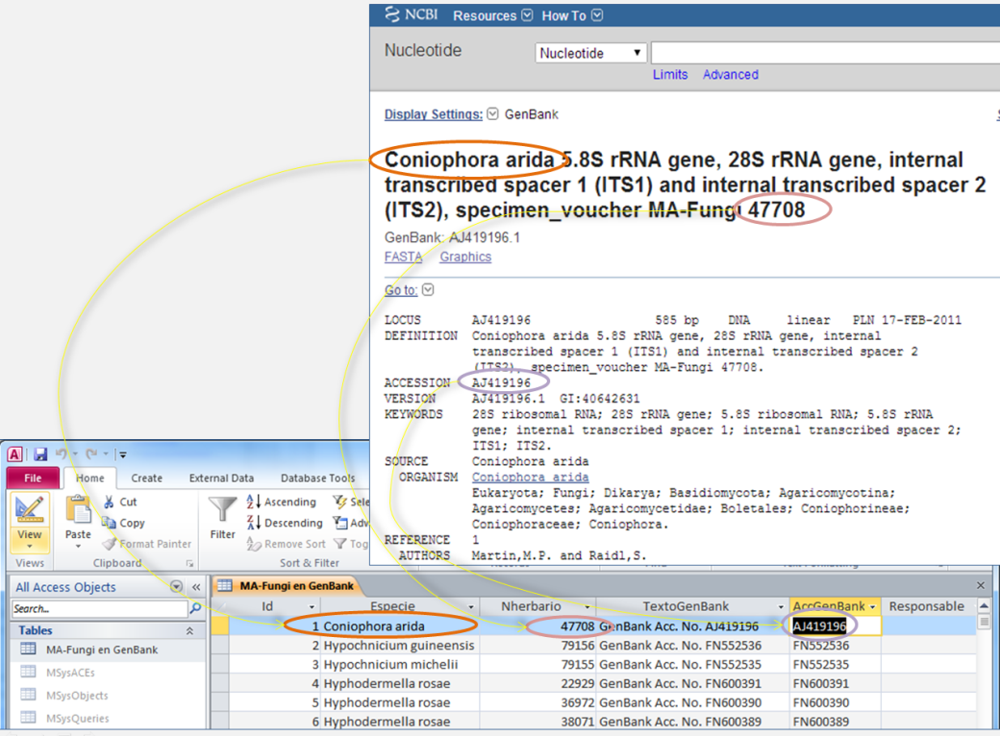 NCBI Resources How To
Nucleotide Nucleotide
Limits Advanced
Display Settings: GenBank
Coniophora arida 5.8S rRNA gene, 28S rRNA gene, internal
transcribed spacer 1 (ITS1) and internal transcribed spacer 2
(ITS2), specimen_voucher MA-Fungi 47708
GenBank: AJ419196.1
FASTA Graphics
Go to:
LOCUS AJ419196 585 bp DNA linear PLN 17-FEB-2011
DEFINITION Coniophora arida 5.8S rRNA gene, 28S rRNA gene, internal
transcribed spacer 1 (ITS1) and internal transcribed spacer 2
(ITS2), specimen_voucher MA-Fungi 47708.
ACCESSION AJ419196
VERSION AJ419196.1 GI:40642631
KEYWORDS 28S ribosomal RNA; 28S rRNA gene; 5.8S ribosomal RNA; 5.8S rRNA
gene; internal transcribed spacer 1; internal transcribed spacer 2;
ITS1; ITS2.
SOURCE Coniophora arida
ORGANISM Coniophora arida
Eukaryota; Fungi; Dikarya; Basidiomycota; Agaricomycotina;
Agaricomycetes; Agaricomycetidae; Boletales; Coniophorineae;
Coniophoraceae; Coniophora.
REFERENCE 1
AUTHORS Martin,M.P. and Raidl,S.
A
File Home Create External Data Database Tools
View Paste Cut Copy Format Painter
Filter Ascending Descending Remove Sort Sele Adv Tog
Views Clipboard Sort & Filter
All Access Objects «
Search...
Tables
MA-Fungi en GenBank
MSysACEs
MSysObjects
MSysQueries
MA-Fungi en GenBank
Id Especie Nherbario TextoGenBank AccGenBank Responsable
1 Coniophora arida 47708 GenBank Acc. No. AJ419196 AJ419196
2 Hypochnicium guineensis 79156 GenBank Acc. No. FN552536 FN552536
3 Hypochnicium michelii 79155 GenBank Acc. No. FN552535 FN552535
4 Hyphodermella rosae 22929 GenBank Acc. No. FN600391 FN600391
5 Hyphodermella rosae 36972 GenBank Acc. No. FN600390 FN600390
6 Hyphodermella rosae 38071 GenBank Acc. No. FN600389 FN600389